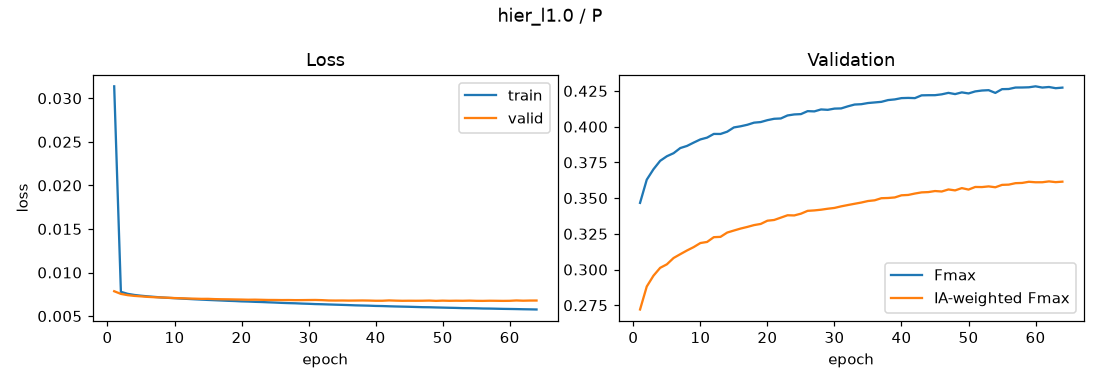 hier_l1.0 / P
Loss
loss
0.030
0.025
0.020
0.015
0.010
0.005
0 10 20 30 40 50 60
epoch
train
valid
Validation
0.425
0.400
0.375
0.350
0.325
0.300
0.275
0 10 20 30 40 50 60
epoch
Fmax
IA-weighted Fmax